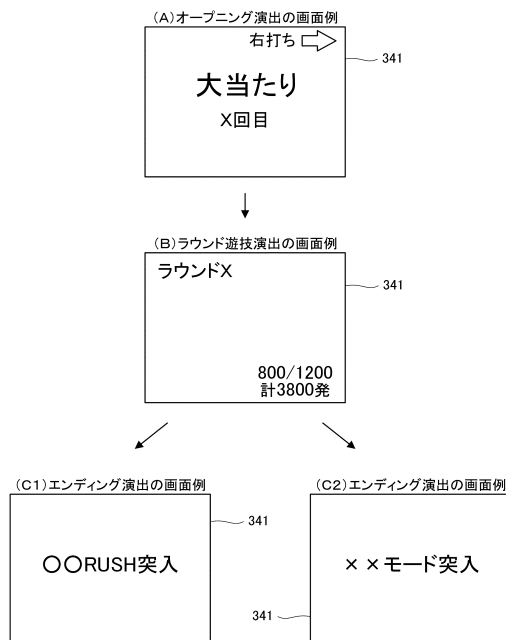 (A)オープニング演出の画面例
右打ち
341
大当たり
X回目
(B)ラウンド遊技演出の画面例
ラウンドX
341
800/1200
計3800発
(C1)エンディング演出の画面例
(C2)エンディング演出の画面例
341
〇〇RUSH突入
××モード突入
341